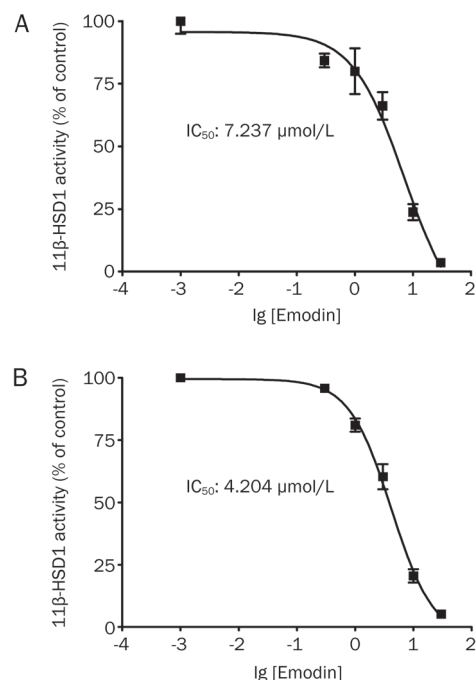 A
11β-HSD1 activity (% of control)
100
75
50
25
0
IC₅₀: 7.237 µmol/L
-4 -3 -2 -1 0 1 2
lg [Emodin]
B
11β-HSD1 activity (% of control)
100
75
50
25
0
IC₅₀: 4.204 µmol/L
-4 -3 -2 -1 0 1 2
lg [Emodin]